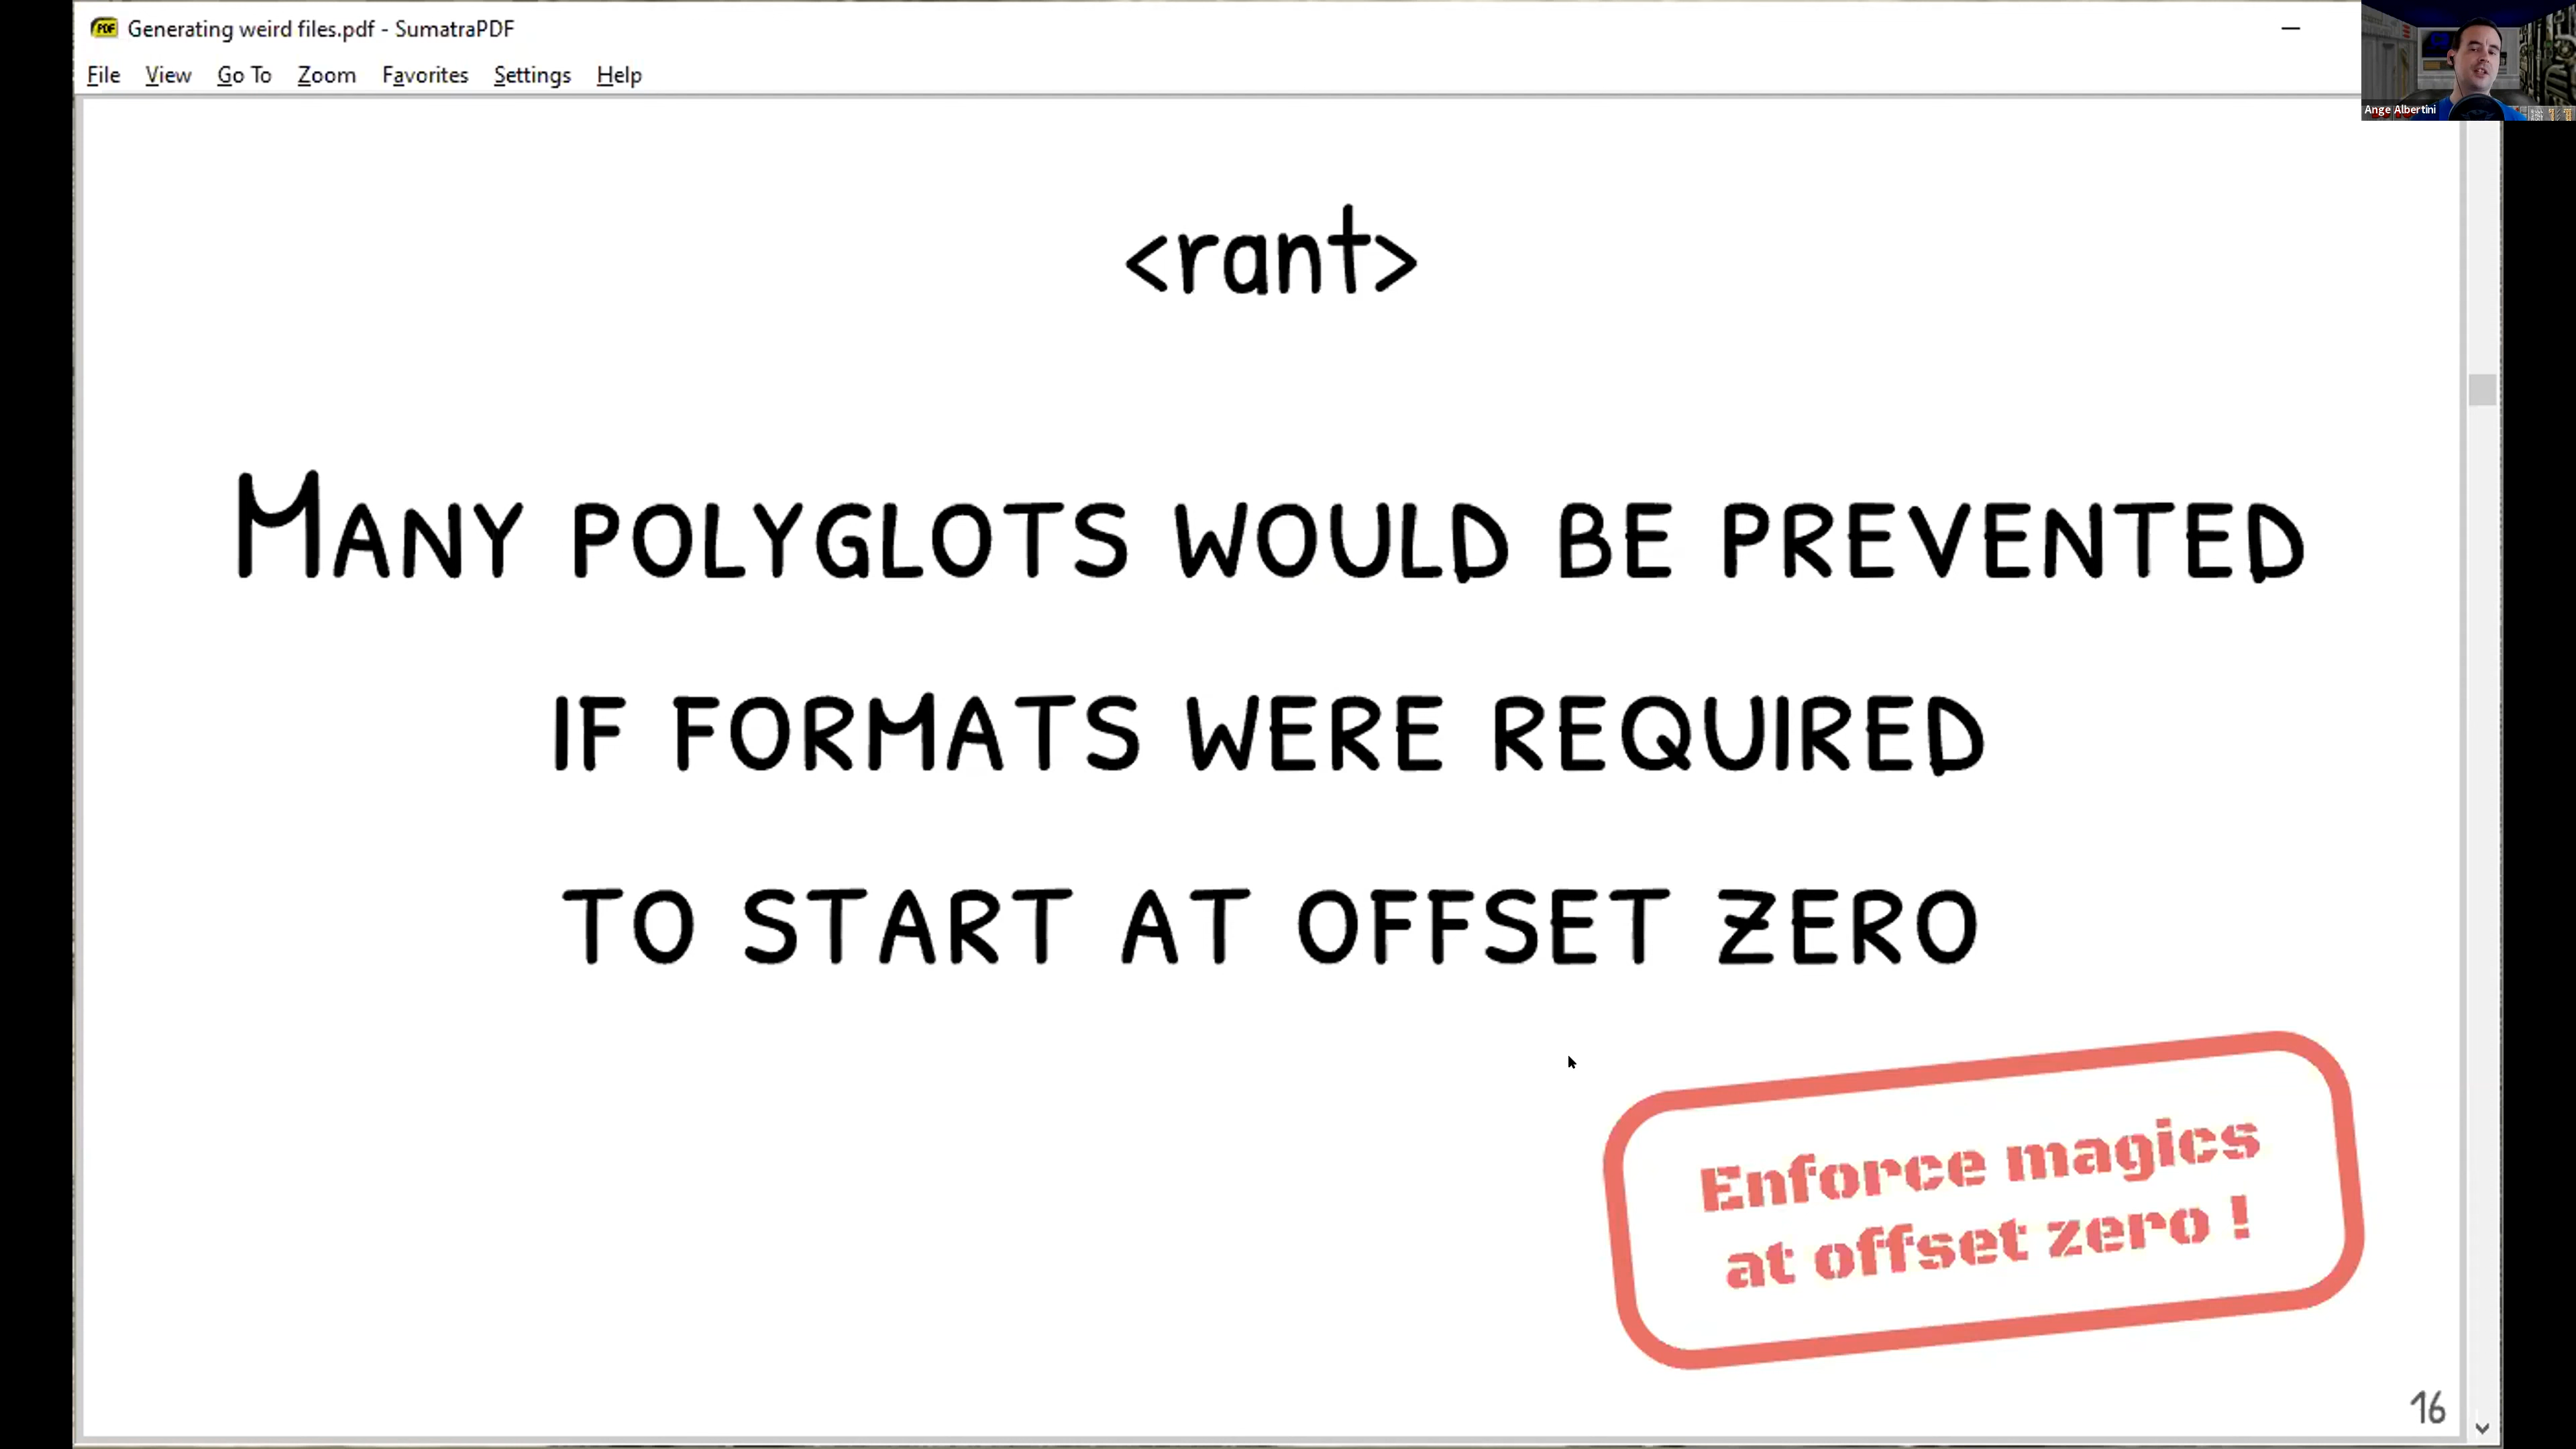 Generating weird files.pdf - SumatraPDF
File View Go To Zoom Favorites Settings Help
Ange Albertini
<rant>
MANY POLYGLOTS WOULD BE PREVENTED
IF FORMATS WERE REQUIRED
TO START AT OFFSET ZERO
Enforce magics
at offset zero !
16